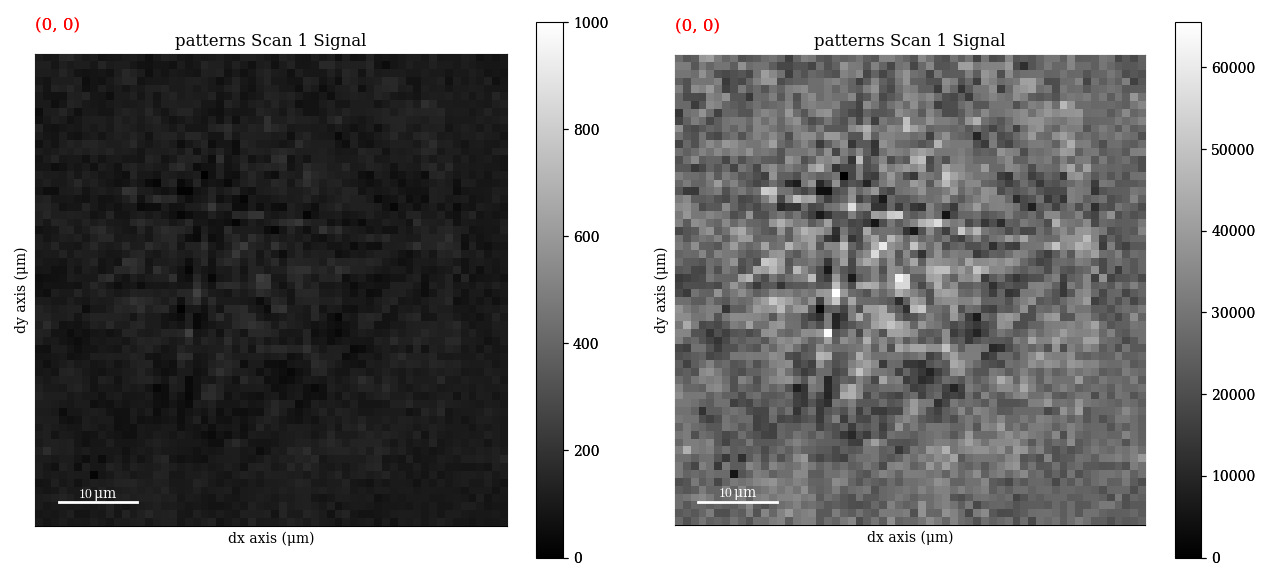 (0, 0)
patterns Scan 1 Signal
1000
800
600
400
200
0
dy axis (μm)
10 μm
dx axis (μm)
(0, 0)
patterns Scan 1 Signal
60000
50000
40000
30000
20000
10000
0
dy axis (μm)
10 μm
dx axis (μm)